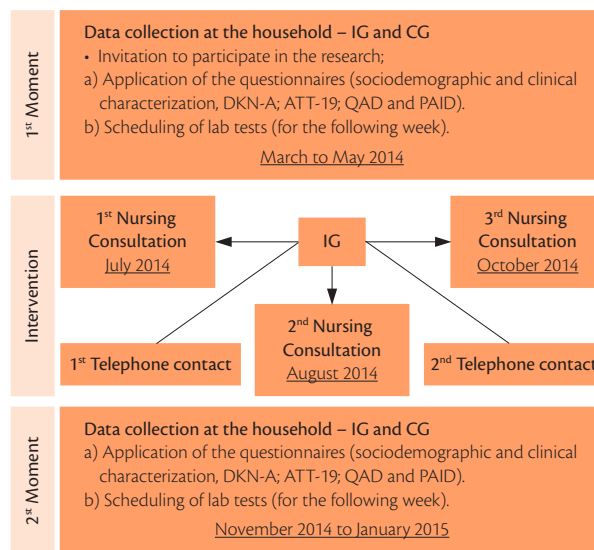 1st Moment
Data collection at the household – IG and CG
• Invitation to participate in the research;
a) Application of the questionnaires (sociodemographic and clinical
characterization, DKN-A; ATT-19; QAD and PAID).
b) Scheduling of lab tests (for the following week).
March to May 2014
Intervention
1st Nursing
Consultation
July 2014
IG
3rd Nursing
Consultation
October 2014
1st Telephone contact
2nd Nursing
Consultation
August 2014
2nd Telephone contact
2st Moment
Data collection at the household – IG and CG
a) Application of the questionnaires (sociodemographic and clinical
characterization, DKN-A; ATT-19; QAD and PAID).
b) Scheduling of lab tests (for the following week).
November 2014 to January 2015